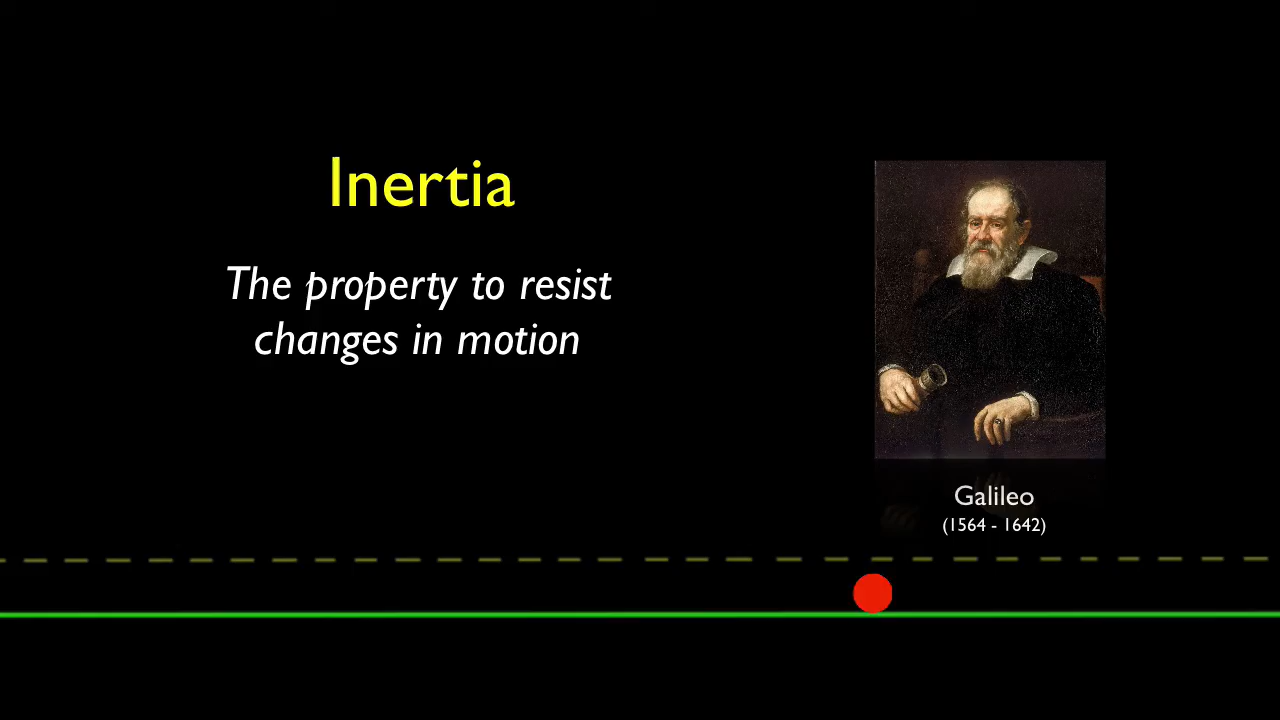 Inertia
The property to resist
changes in motion
Galileo
(1564 - 1642)